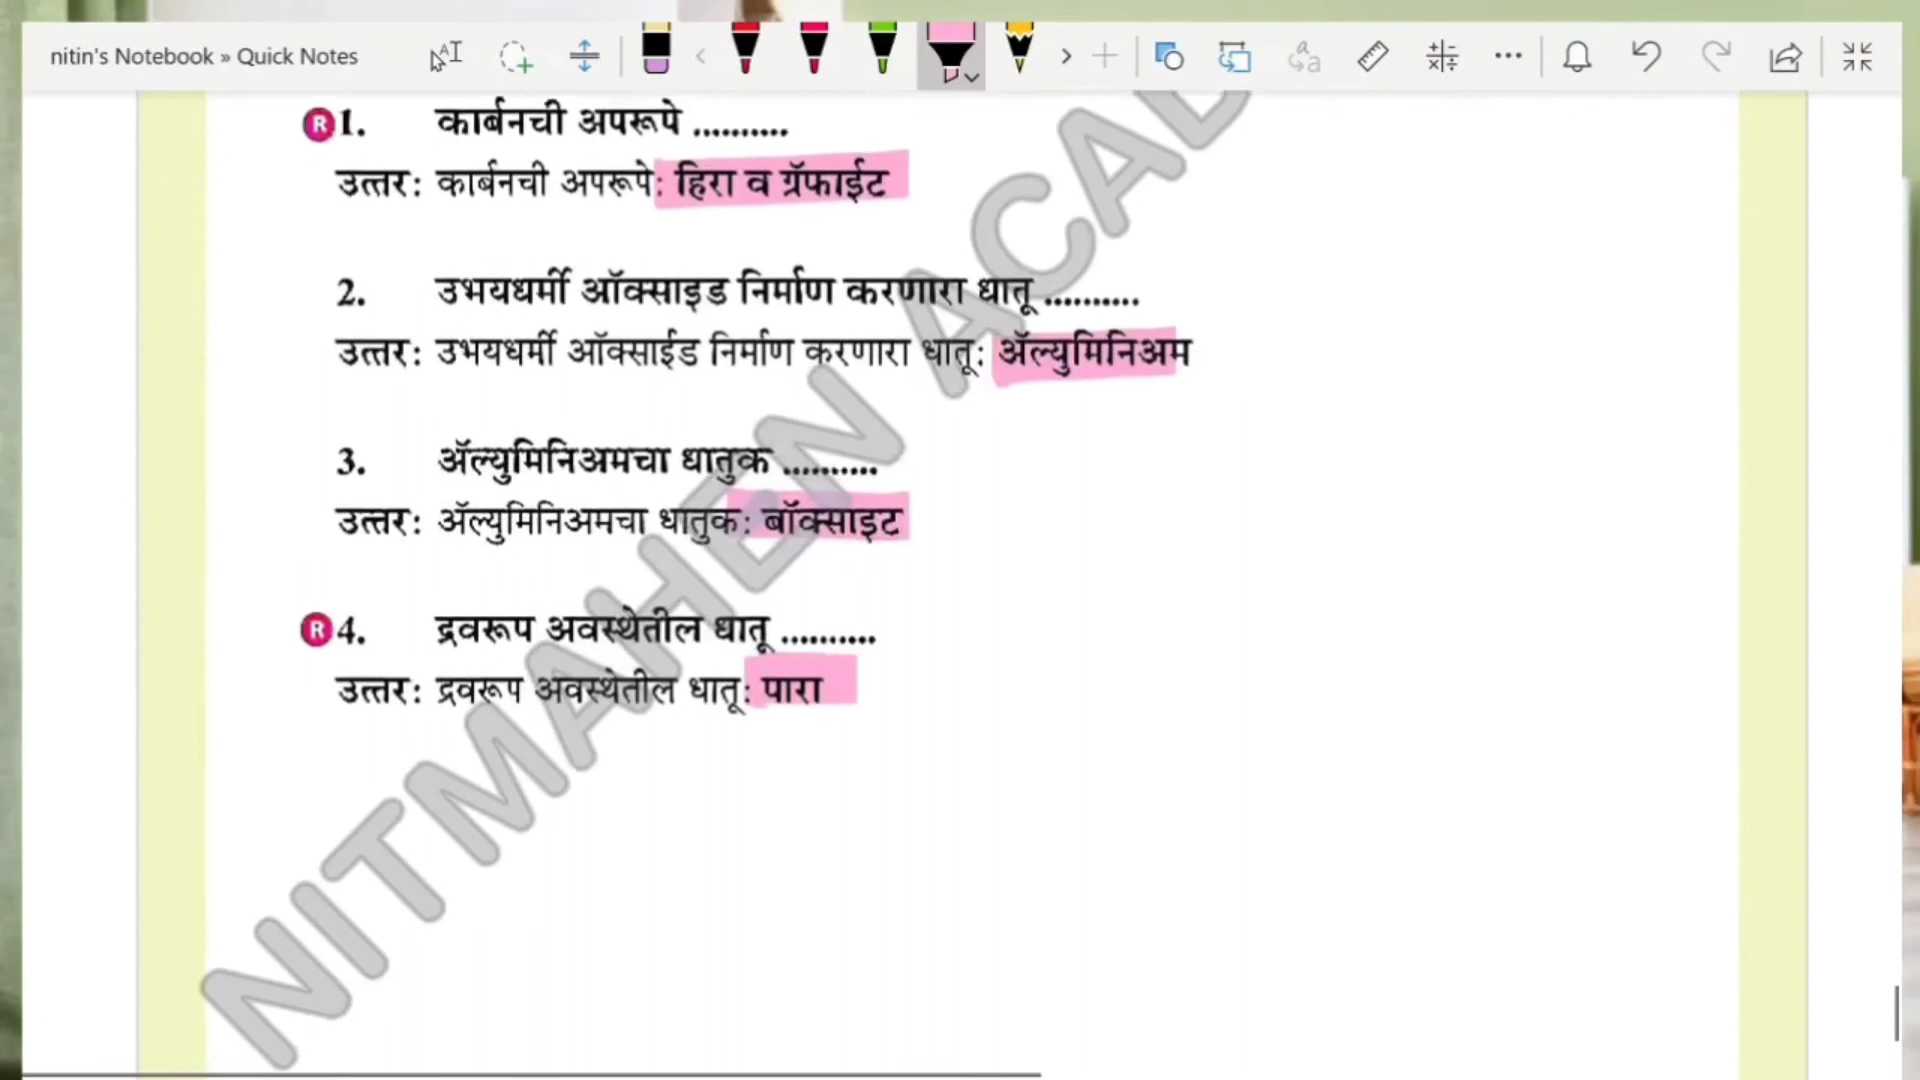 nitin's Notebook » Quick Notes
R 1. कार्बनची अपरूपे ..........
उत्तर: कार्बनची अपरूपे: हिरा व ग्रॅफाईट
2. उभयधर्मी ऑक्साइड निर्माण करणारा धातू ..........
उत्तर: उभयधर्मी ऑक्साईड निर्माण करणारा धातू: ॲल्युमिनिअम
3. ॲल्युमिनिअमचा धातुक ..........
उत्तर: ॲल्युमिनिअमचा धातुक: बॉक्साइट
R 4. द्रवरूप अवस्थेतील धातू ..........
उत्तर: द्रवरूप अवस्थेतील धातू: पारा
NITMAHEN ACAD